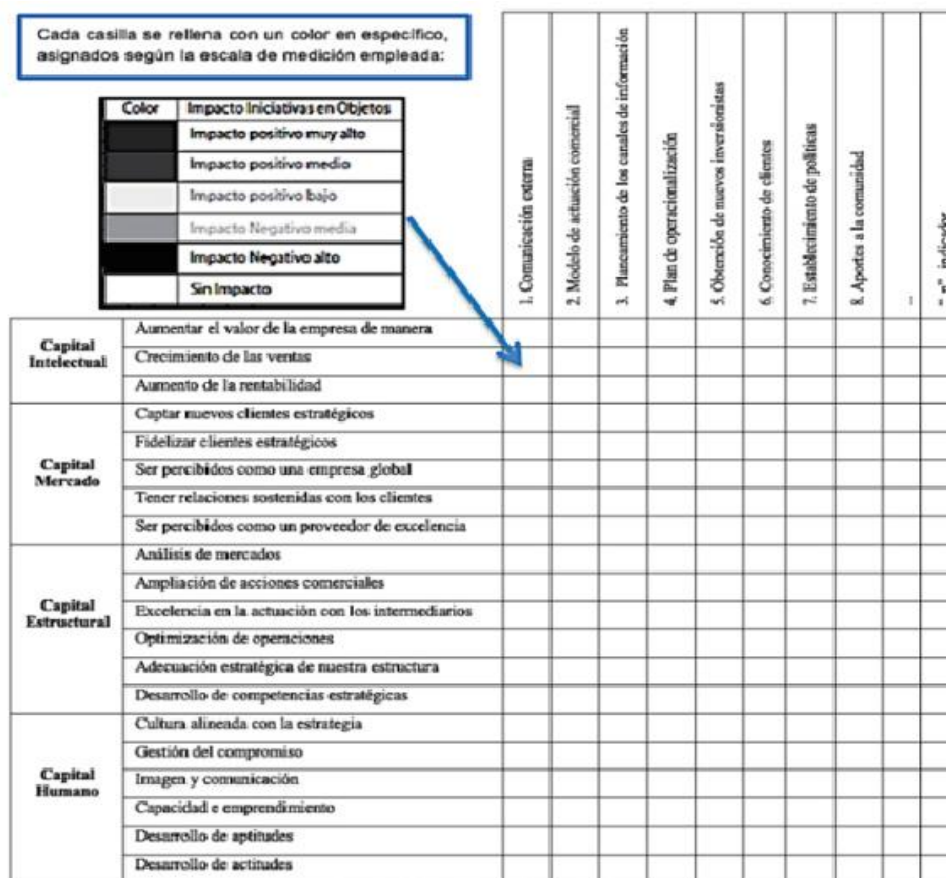 Cada casilla se rellena con un color en específico,
asignados según la escala de medición empleada:
Color Impacto Iniciativas en Objetos
Impacto positivo muy alto
Impacto positivo medio
Impacto positivo bajo
Impacto Negativo media
Impacto Negativo alto
Sin Impacto
1. Comunicación externa
2. Modelo de actuación comercial
3. Planeamiento de los canales de información
4. Plan de operacionalización
5. Obtención de nuevos inversionistas
6. Conocimiento de clientes
7. Establecimiento de políticas
8. Aportes a la comunidad
...
"n" indicador
Capital
Intelectual
Aumentar el valor de la empresa de manera
Crecimiento de las ventas
Aumento de la rentabilidad
Capital
Mercado
Captar nuevos clientes estratégicos
Fidelizar clientes estratégicos
Ser percibidos como una empresa global
Tener relaciones sostenidas con los clientes
Ser percibidos como un proveedor de excelencia
Capital
Estructural
Análisis de mercados
Ampliación de acciones comerciales
Excelencia en la actuación con los intermediarios
Optimización de operaciones
Adecuación estratégica de nuestra estructura
Desarrollo de competencias estratégicas
Capital
Humano
Cultura alineada con la estrategia
Gestión del compromiso
Imagen y comunicación
Capacidad e emprendimiento
Desarrollo de aptitudes
Desarrollo de actitudes